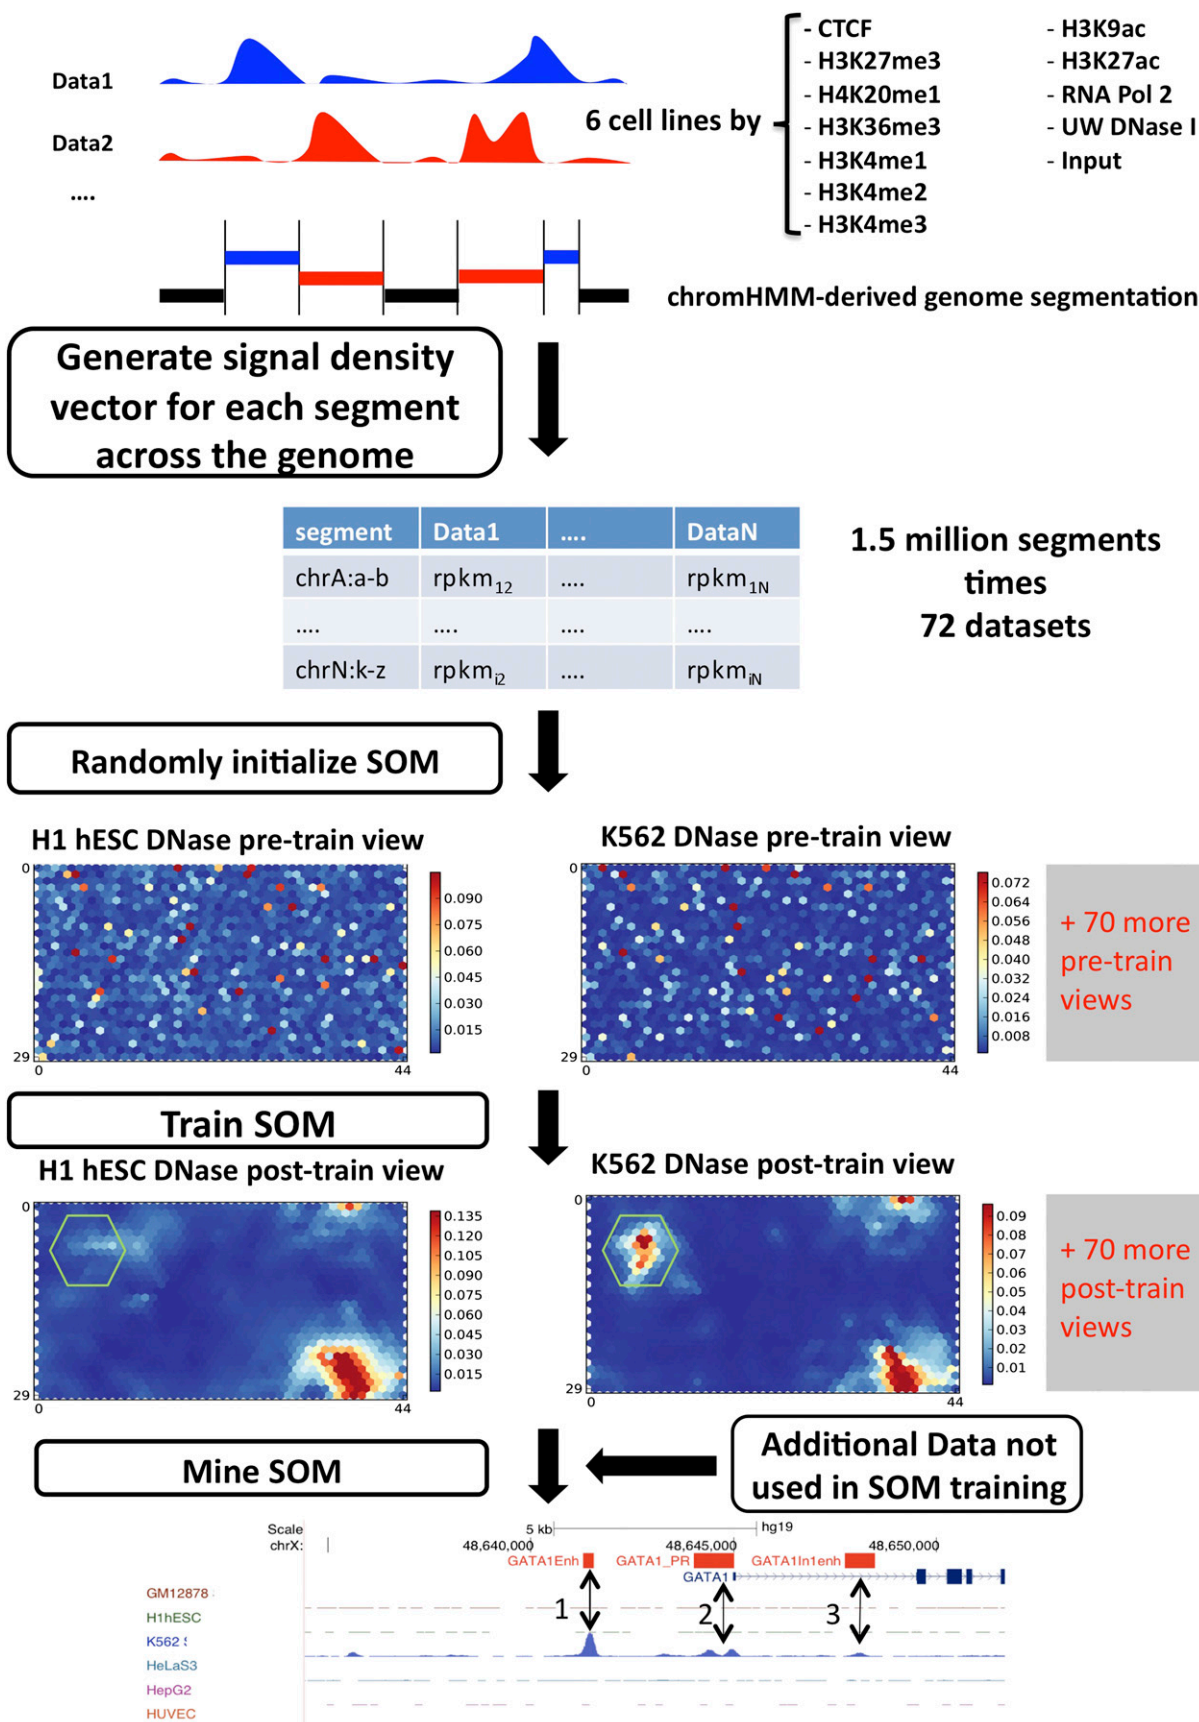 Data1
Data2
....
6 cell lines by
- CTCF
- H3K27me3
- H4K20me1
- H3K36me3
- H3K4me1
- H3K4me2
- H3K4me3
- H3K9ac
- H3K27ac
- RNA Pol 2
- UW DNase I
- Input
chromHMM-derived genome segmentation
Generate signal density
vector for each segment
across the genome
segment Data1 .... DataN
chrA:a-b rpkm12 .... rpkm1N
.... .... .... ....
chrN:k-z rpkmi2 .... rpkmiN
1.5 million segments
times
72 datasets
Randomly initialize SOM
H1 hESC DNase pre-train view
0
29
0 44
0.090
0.075
0.060
0.045
0.030
0.015
K562 DNase pre-train view
0
29
0 44
0.072
0.064
0.056
0.048
0.040
0.032
0.024
0.016
0.008
+ 70 more
pre-train
views
Train SOM
H1 hESC DNase post-train view
0
29
0 44
0.135
0.120
0.105
0.090
0.075
0.060
0.045
0.030
0.015
K562 DNase post-train view
0
29
0 44
0.09
0.08
0.07
0.06
0.05
0.04
0.03
0.02
0.01
+ 70 more
post-train
views
Mine SOM
Additional Data not
used in SOM training
Scale 5 kb hg19
chrX: 48,640,000 48,645,000 48,650,000
GATA1Enh GATA1_PR GATA1In1enh
GATA1
1 2 3
GM12878
H1hESC
K562
HeLaS3
HepG2
HUVEC